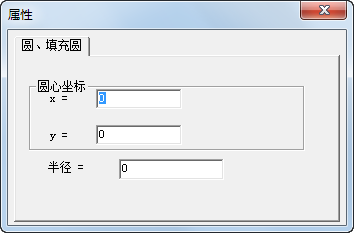 属性
圆、填充圆
圆心坐标
x = 0
y = 0
半径 = 0